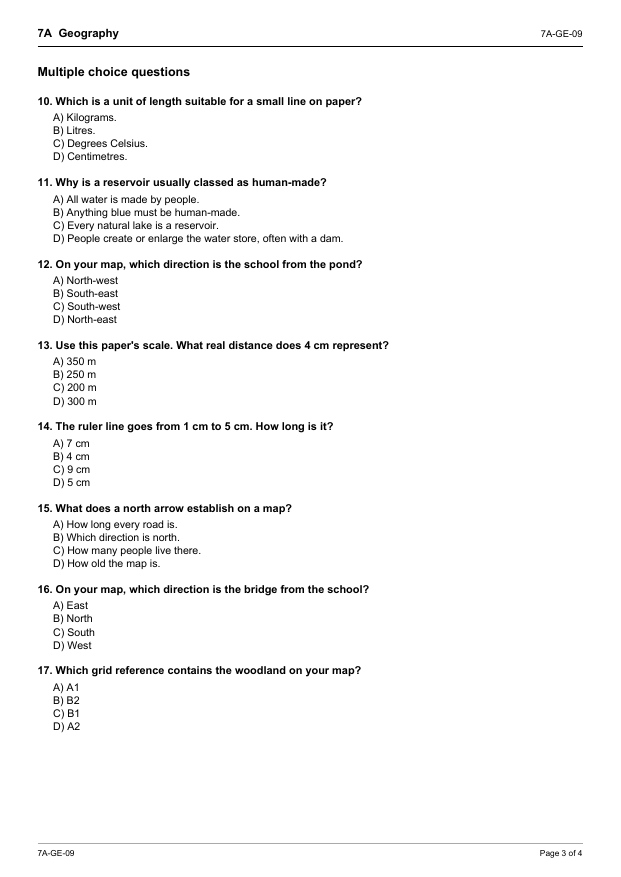 7A Geography
7A-GE-09
Multiple choice questions
10. Which is a unit of length suitable for a small line on paper?
A) Kilograms.
B) Litres.
C) Degrees Celsius.
D) Centimetres.
11. Why is a reservoir usually classed as human-made?
A) All water is made by people.
B) Anything blue must be human-made.
C) Every natural lake is a reservoir.
D) People create or enlarge the water store, often with a dam.
12. On your map, which direction is the school from the pond?
A) North-west
B) South-east
C) South-west
D) North-east
13. Use this paper's scale. What real distance does 4 cm represent?
A) 350 m
B) 250 m
C) 200 m
D) 300 m
14. The ruler line goes from 1 cm to 5 cm. How long is it?
A) 7 cm
B) 4 cm
C) 9 cm
D) 5 cm
15. What does a north arrow establish on a map?
A) How long every road is.
B) Which direction is north.
C) How many people live there.
D) How old the map is.
16. On your map, which direction is the bridge from the school?
A) East
B) North
C) South
D) West
17. Which grid reference contains the woodland on your map?
A) A1
B) B2
C) B1
D) A2
7A-GE-09
Page 3 of 4